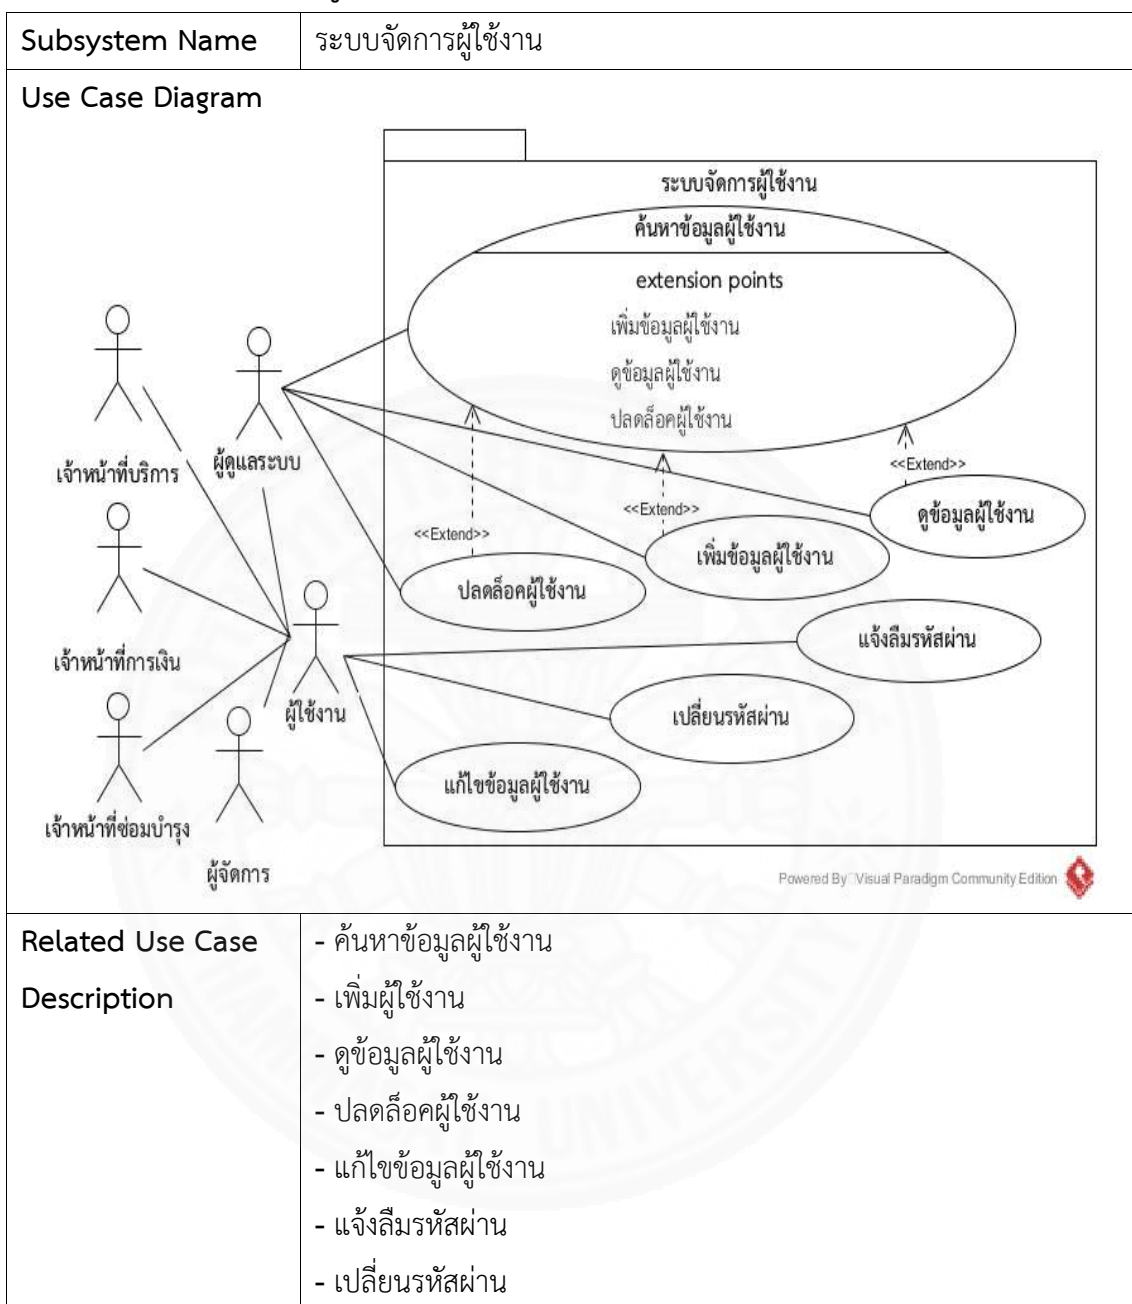 Subsystem Name ระบบจัดการผู้ใช้งาน
Use Case Diagram
ระบบจัดการผู้ใช้งาน
ค้นหาข้อมูลผู้ใช้งาน
extension points
เพิ่มข้อมูลผู้ใช้งาน
ดูข้อมูลผู้ใช้งาน
ปลดล็อคผู้ใช้งาน
เจ้าหน้าที่บริการ
ผู้ดูแลระบบ
<<Extend>>
<<Extend>>
<<Extend>>
ดูข้อมูลผู้ใช้งาน
เพิ่มข้อมูลผู้ใช้งาน
ปลดล็อคผู้ใช้งาน
แจ้งลืมรหัสผ่าน
เจ้าหน้าที่การเงิน
ผู้ใช้งาน
เปลี่ยนรหัสผ่าน
แก้ไขข้อมูลผู้ใช้งาน
เจ้าหน้าที่ซ่อมบำรุง
ผู้จัดการ
Powered By Visual Paradigm Community Edition
Related Use Case Description
- ค้นหาข้อมูลผู้ใช้งาน
- เพิ่มผู้ใช้งาน
- ดูข้อมูลผู้ใช้งาน
- ปลดล็อคผู้ใช้งาน
- แก้ไขข้อมูลผู้ใช้งาน
- แจ้งลืมรหัสผ่าน
- เปลี่ยนรหัสผ่าน